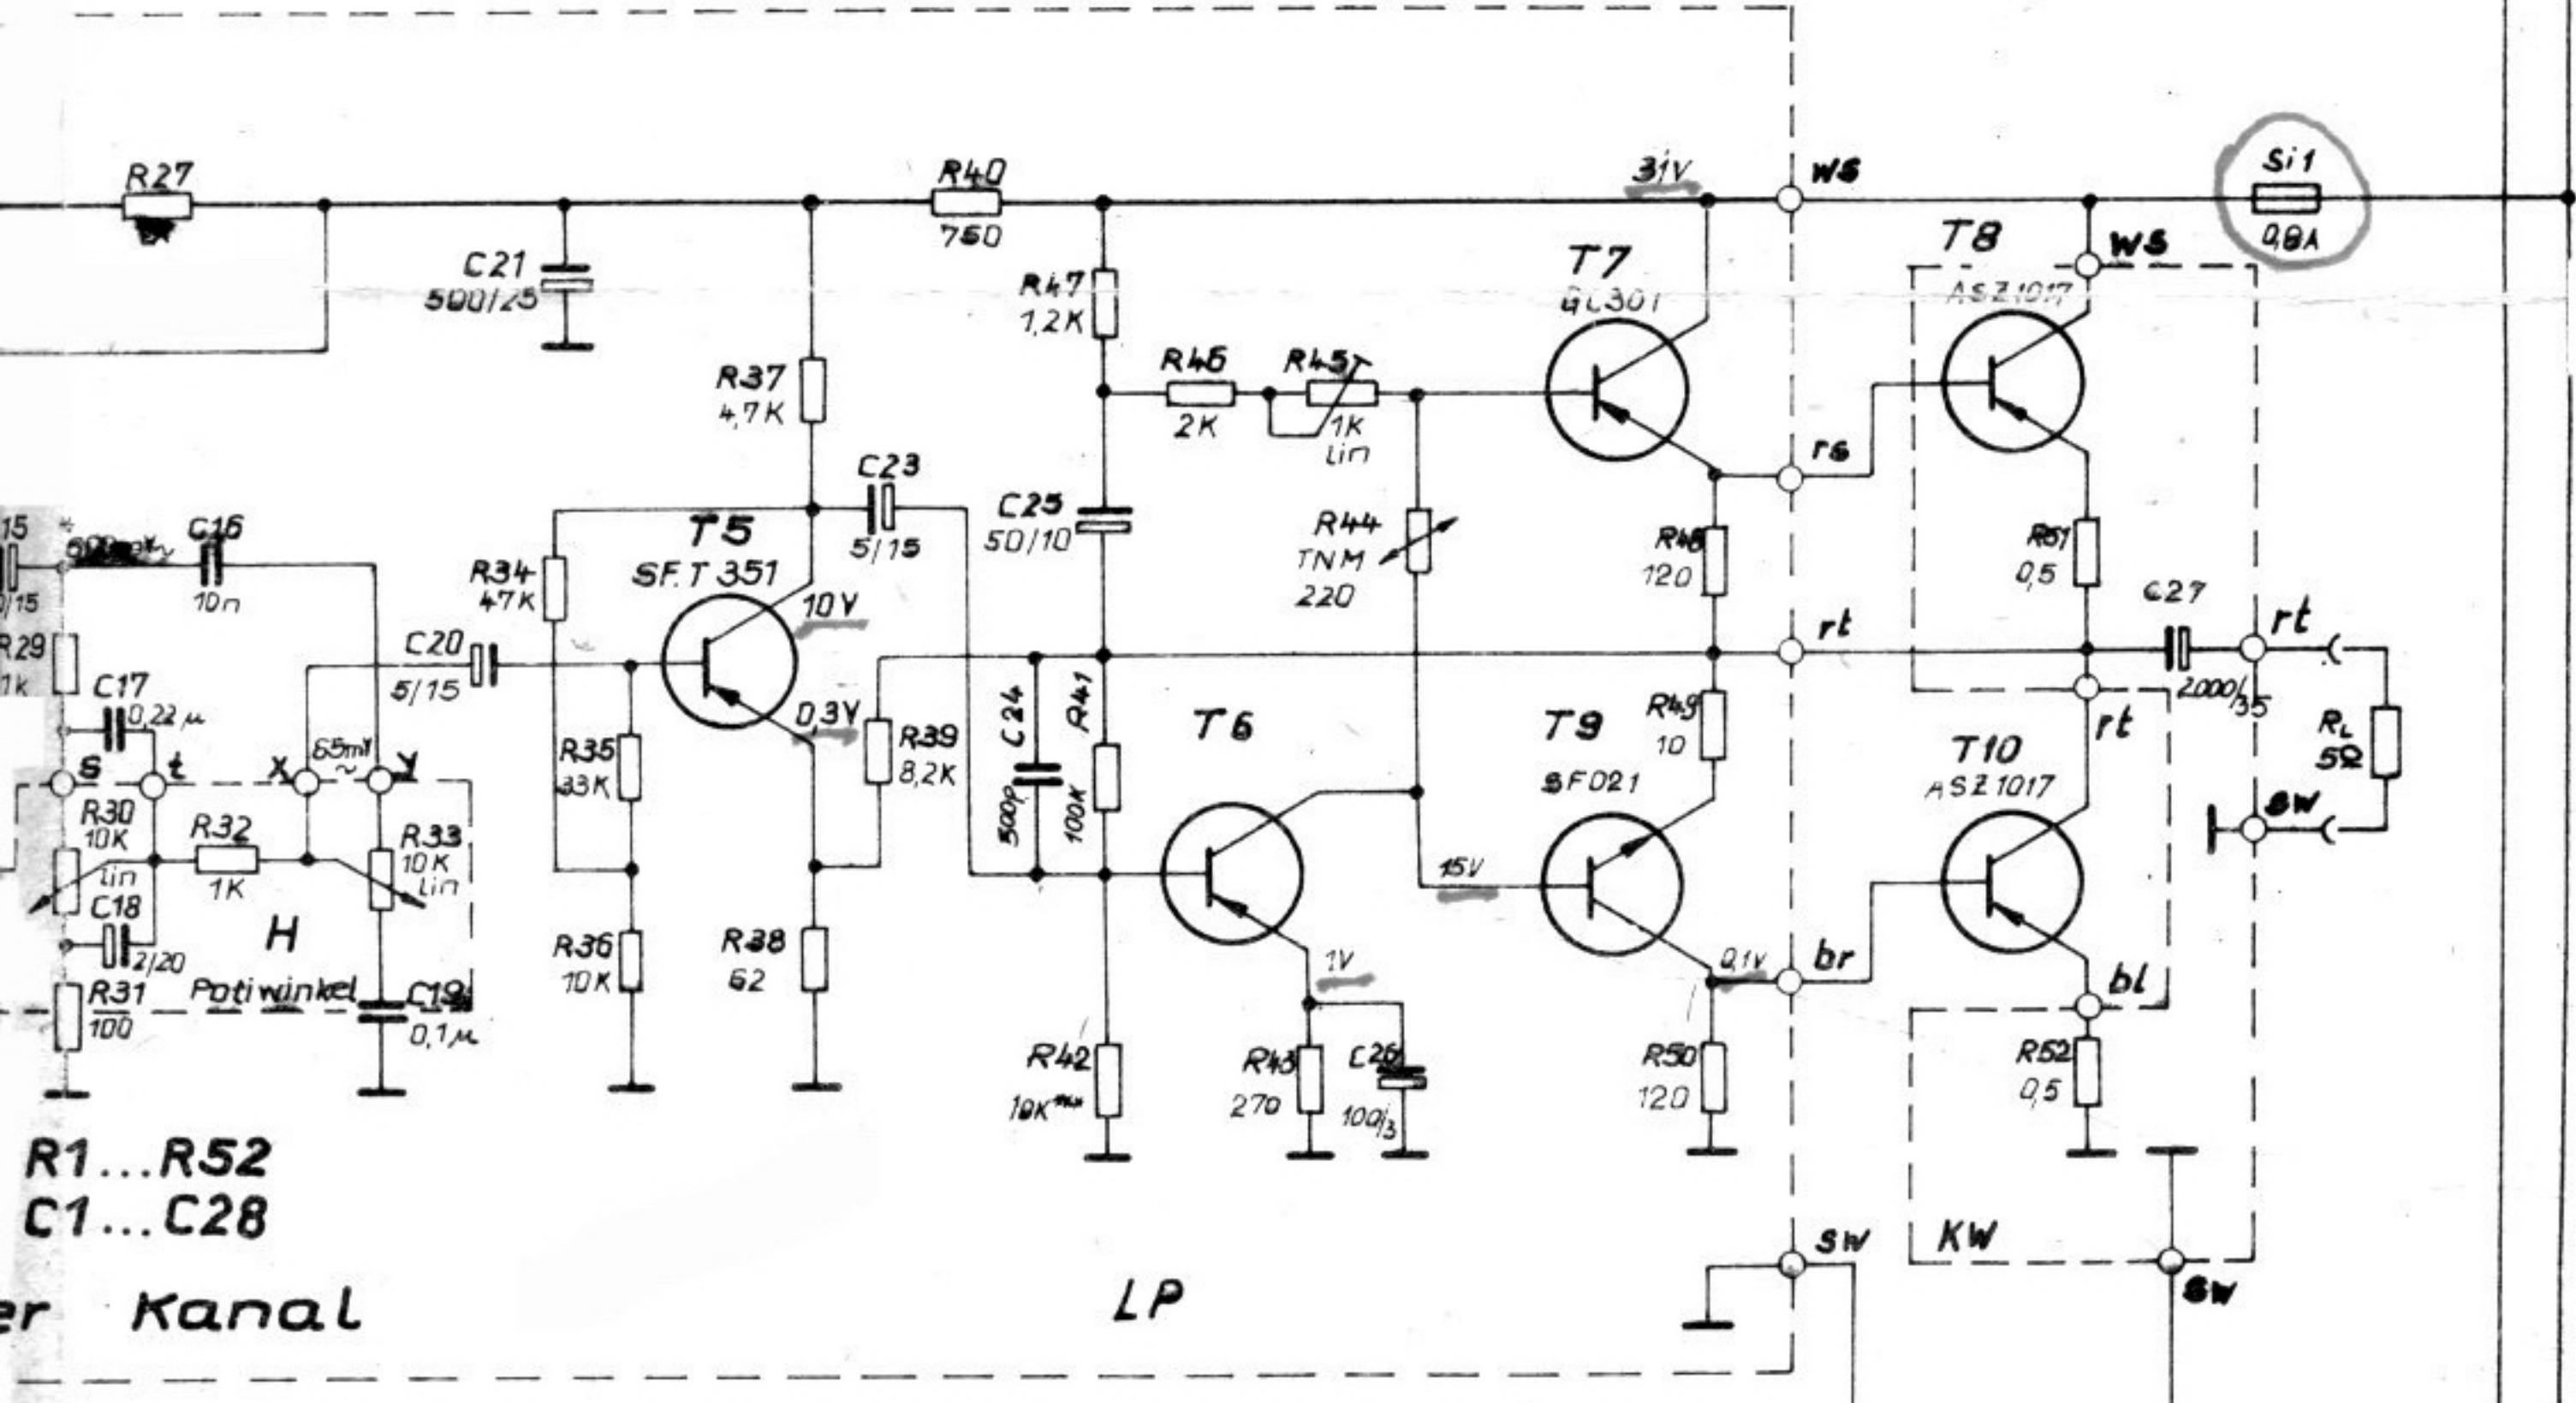 R27
R40
750
31V
ws
Si1
0,8A
C21
500/25
R47
1,2K
T7
GC301
T8
ws
ASZ1017
R37
4,7K
R46
2K
R45
1K
lin
C23
5/15
C25
50/10
R44
TNM
220
rs
R48
120
R51
0,5
15
C16
10n
R34
47K
T5
SF.T 351
10V
C27
2000/35
rt
rt
R29
1K
C17
0,22µ
C20
5/15
0,3V
R35
33K
R39
8,2K
C24
500p
R41
100K
T6
T9
SF021
R49
10
T10
ASZ1017
rt
RL
5Ω
sw
s
t
x
65mV
~
y
R30
10K
lin
R32
1K
R33
10K
lin
C18
2/20
H
Potiwinkel
R31
100
C19
0,1µ
R36
10K
R38
62
15V
1V
0,1V
br
bl
R42
R43
270
C26
100/3
R50
120
R52
0,5
R1...R52
C1...C28
er Kanal
LP
sw
KW
sw